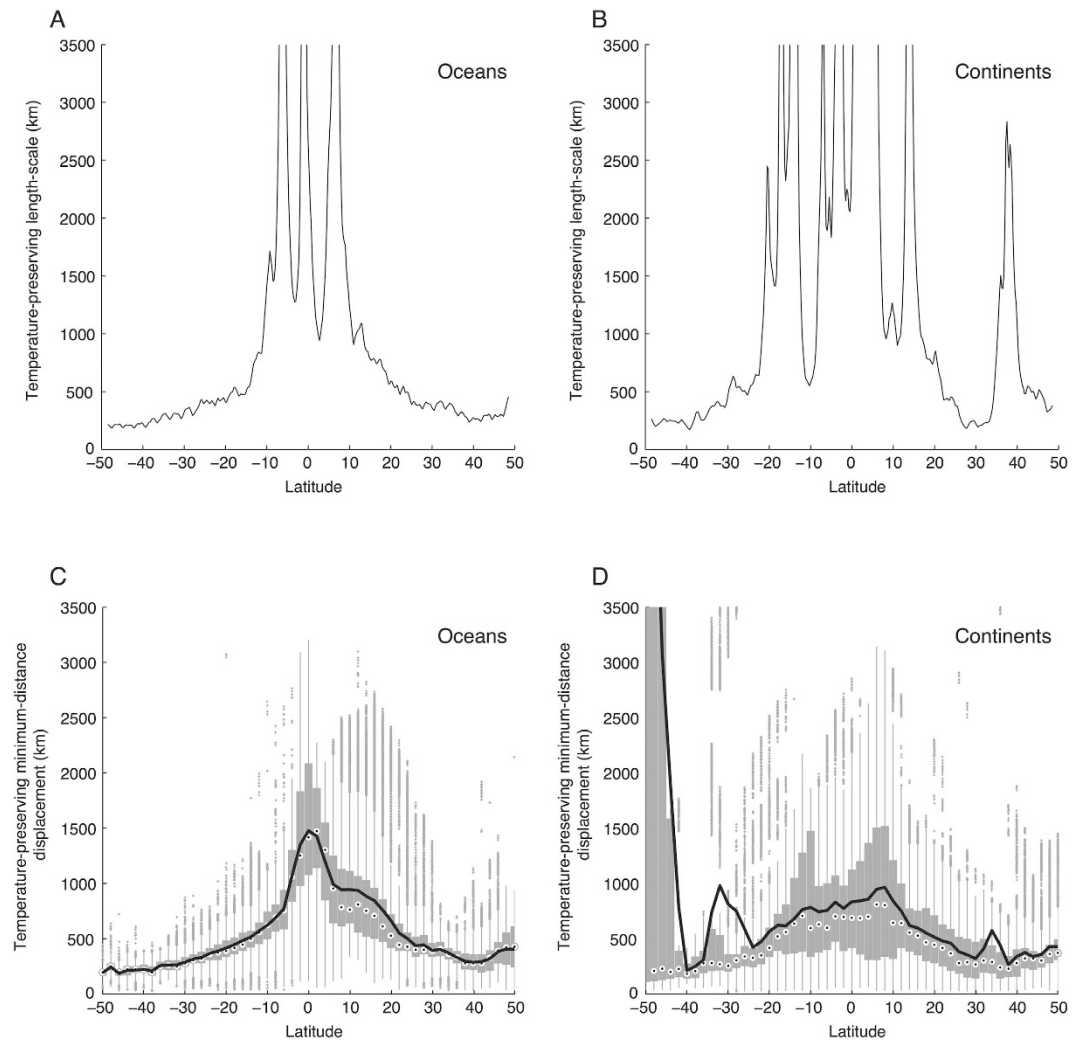 A
B
Oceans
Continents
Temperature-preserving length-scale (km)
3500
3000
2500
2000
1500
1000
500
0
−50 −40 −30 −20 −10 0 10 20 30 40 50
Latitude
Temperature-preserving length-scale (km)
3500
3000
2500
2000
1500
1000
500
0
−50 −40 −30 −20 −10 0 10 20 30 40 50
Latitude
C
D
Oceans
Continents
Temperature-preserving minimum-distance
displacement (km)
3500
3000
2500
2000
1500
1000
500
0
−50 −40 −30 −20 −10 0 10 20 30 40 50
Latitude
Temperature-preserving minimum-distance
displacement (km)
3500
3000
2500
2000
1500
1000
500
0
−50 −40 −30 −20 −10 0 10 20 30 40 50
Latitude